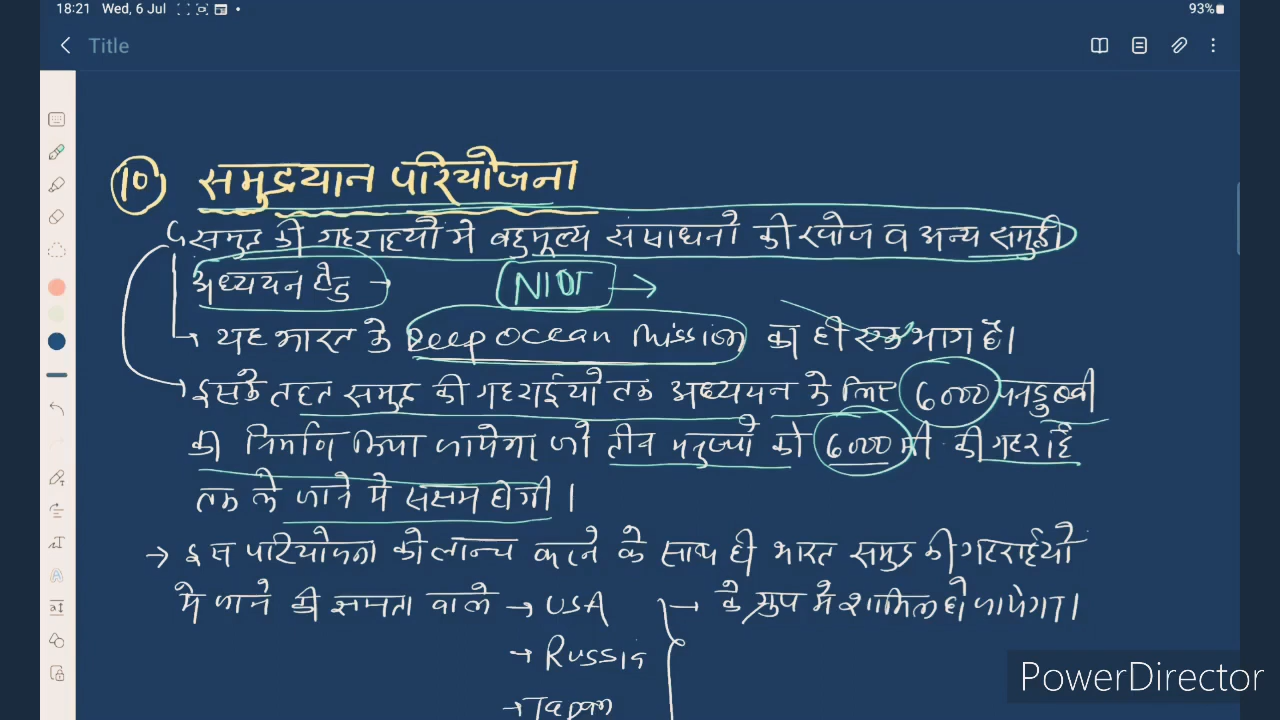 18:21 Wed, 6 Jul 93%
Title
10 समुद्रयान परियोजना
समुद्र की गहराइयों में बहुमूल्य संसाधनों की खोज व अन्य समुद्री
अध्ययन हेतु NIOT →
→ यह भारत के Deep Ocean Mission का ही एक भाग है।
→ इसके तहत समुद्र की गहराईयों तक अध्ययन के लिए 6000 पनडुब्बी
का निर्माण किया जायेगा जो तीन मनुष्यों को 6000 मी. की गहराई
तक ले जाने में सक्षम होगी।
→ इस परियोजना को लान्च करने के साथ ही भारत समुद्र की गहराईयों
में जाने की क्षमता वाले → USA → के ग्रुप में शामिल हो जायेगा।
→ Russia
→ Japan
PowerDirector